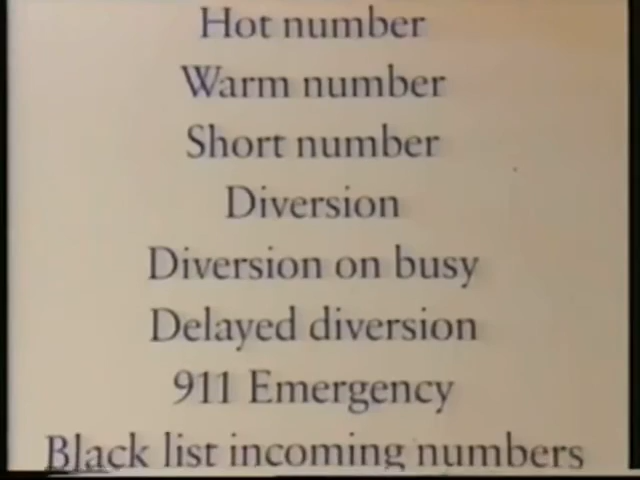 Hot number
Warm number
Short number
Diversion
Diversion on busy
Delayed diversion
911 Emergency
Black list incoming numbers